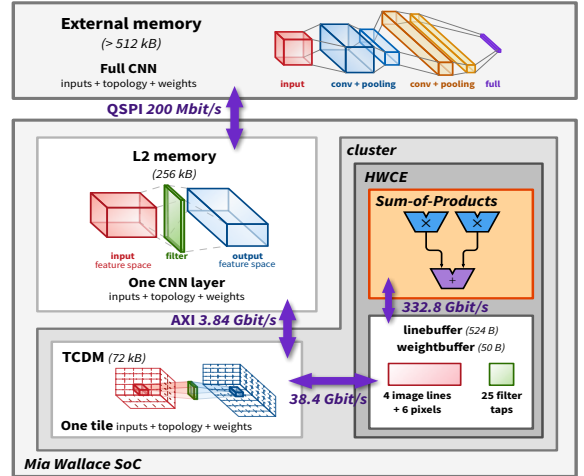 External memory
(> 512 kB)
Full CNN
inputs + topology + weights
input
conv + pooling
conv + pooling
full
QSPI 200 Mbit/s
L2 memory
(256 kB)
input
feature space
filter
output
feature space
One CNN layer
inputs + topology + weights
cluster
HWCE
Sum-of-Products
×
×
+
AXI 3.84 Gbit/s
332.8 Gbit/s
TCDM (72 kB)
One tile inputs + topology + weights
38.4 Gbit/s
linebuffer (524 B)
weightbuffer (50 B)
4 image lines
+ 6 pixels
25 filter
taps
Mia Wallace SoC